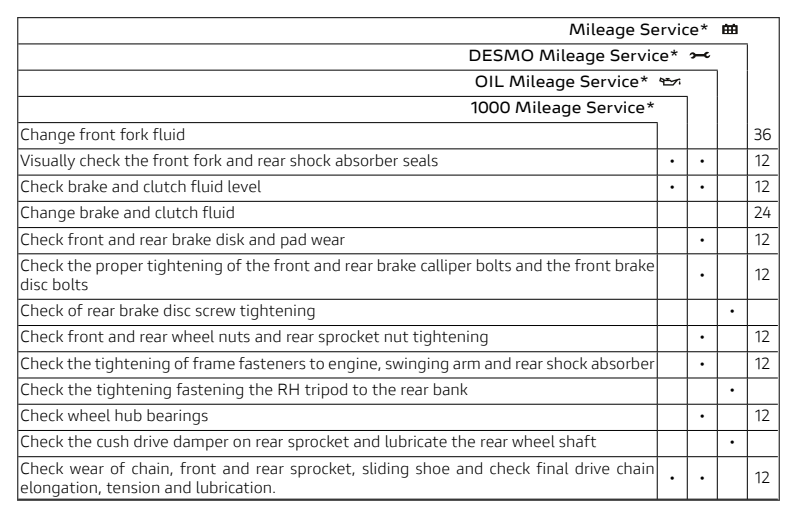 Mileage Service*
DESMO Mileage Service*
OIL Mileage Service*
1000 Mileage Service*
Change front fork fluid 36
Visually check the front fork and rear shock absorber seals • • 12
Check brake and clutch fluid level • • 12
Change brake and clutch fluid 24
Check front and rear brake disk and pad wear • 12
Check the proper tightening of the front and rear brake calliper bolts and the front brake
disc bolts • 12
Check of rear brake disc screw tightening •
Check front and rear wheel nuts and rear sprocket nut tightening • 12
Check the tightening of frame fasteners to engine, swinging arm and rear shock absorber • 12
Check the tightening fastening the RH tripod to the rear bank •
Check wheel hub bearings • 12
Check the cush drive damper on rear sprocket and lubricate the rear wheel shaft •
Check wear of chain, front and rear sprocket, sliding shoe and check final drive chain
elongation, tension and lubrication. • • 12